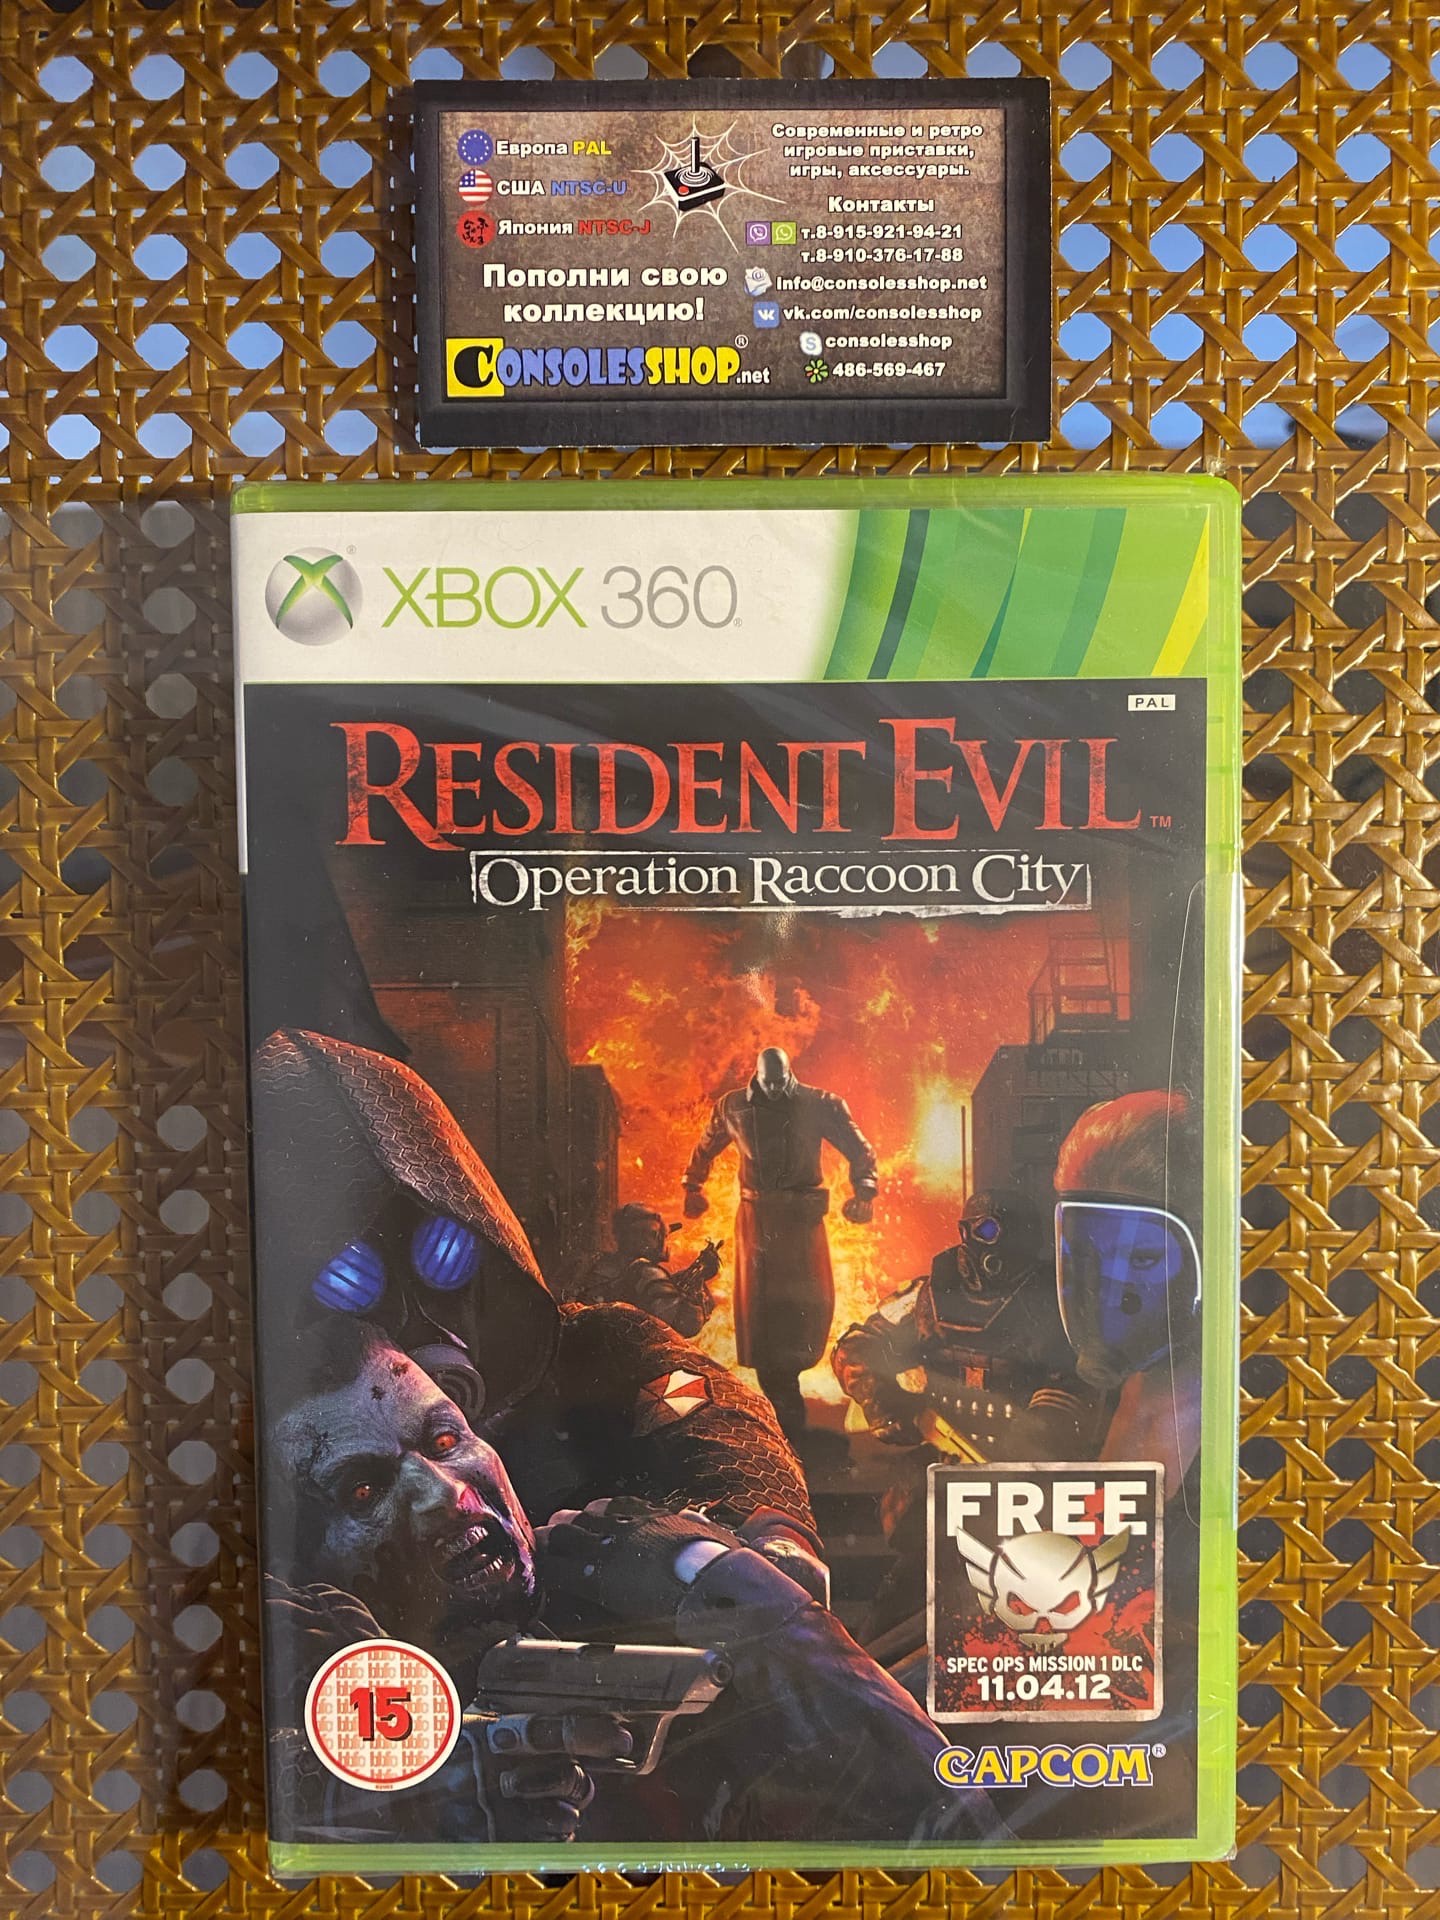 Европа PAL
США NTSC-U
Япония NTSC-J
Пополни свою
коллекцию!
CONSOLESSHOP®.net
Современные и ретро
игровые приставки,
игры, аксессуары.
Контакты
т.8-915-921-94-21
т.8-910-376-17-88
Info@consolesshop.net
vk.com/consolesshop
consolesshop
486-569-467
XBOX 360®
PAL
RESIDENT EVIL™
Operation Raccoon City
FREE
SPEC OPS MISSION 1 DLC
11.04.12
15
CAPCOM®